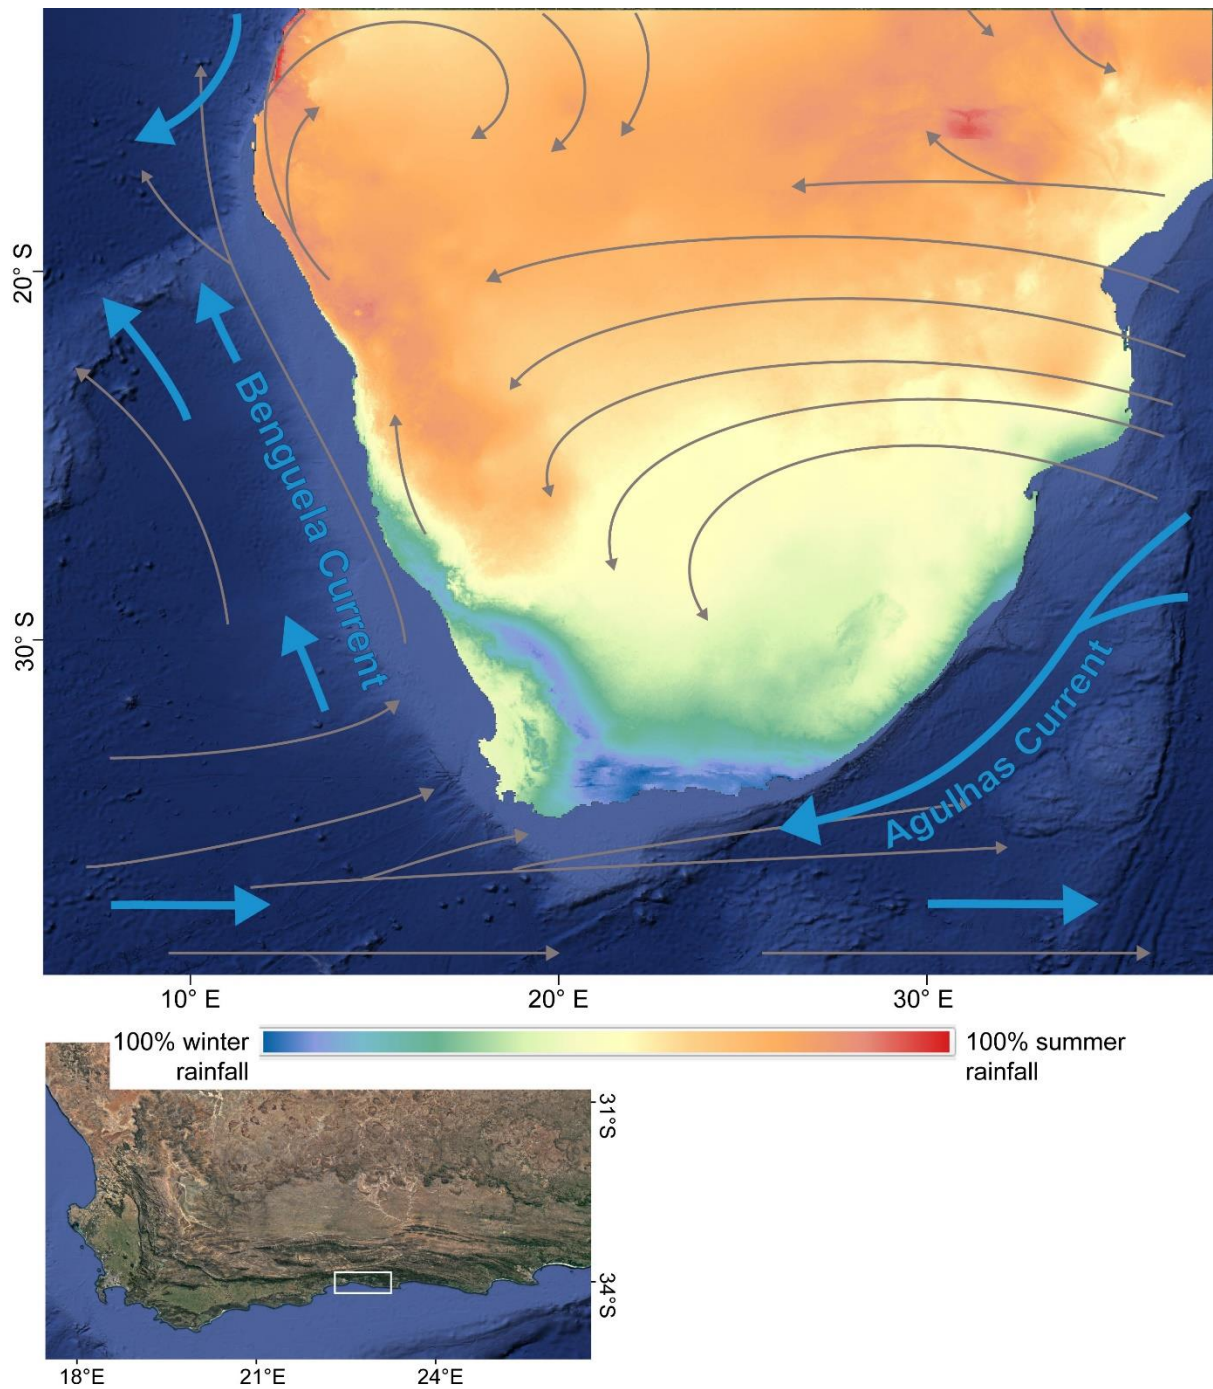 20° S
30° S
Benguela Current
Agulhas Current
10° E
20° E
30° E
100% winter
rainfall
100% summer
rainfall
31°S
34°S
18°E
21°E
24°E